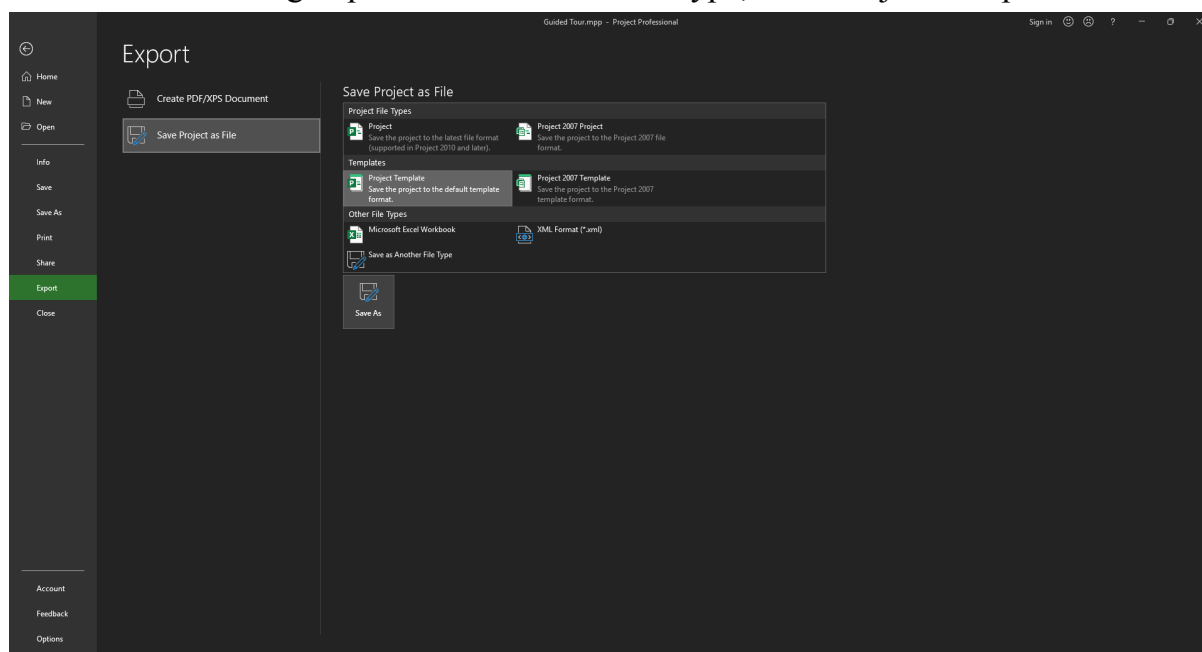 Guided Tour.mpp - Project Professional
Sign in
?
Export
Home
New
Open
Info
Save
Save As
Print
Share
Export
Close
Account
Feedback
Options
Create PDF/XPS Document
Save Project as File
Save Project as File
Project File Types
Project
Save the project to the latest file format
(supported in Project 2010 and later).
Project 2007 Project
Save the project to the Project 2007 file
format.
Templates
Project Template
Save the project to the default template
format.
Project 2007 Template
Save the project to the Project 2007
template format.
Other File Types
Microsoft Excel Workbook
XML Format (*.xml)
Save as Another File Type
Save As